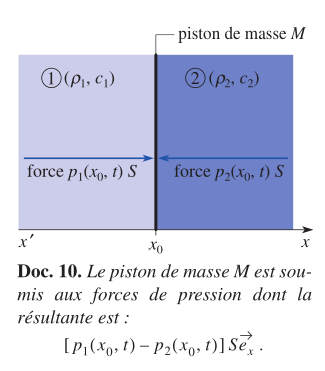 piston de masse M
① (ρ₁, c₁) ② (ρ₂, c₂)
force p₁(x₀, t) S force p₂(x₀, t) S
x′ x₀ x
Doc. 10. Le piston de masse M est sou-
mis aux forces de pression dont la
résultante est :
[p₁(x₀, t) – p₂(x₀, t)] Se⃗ₓ .